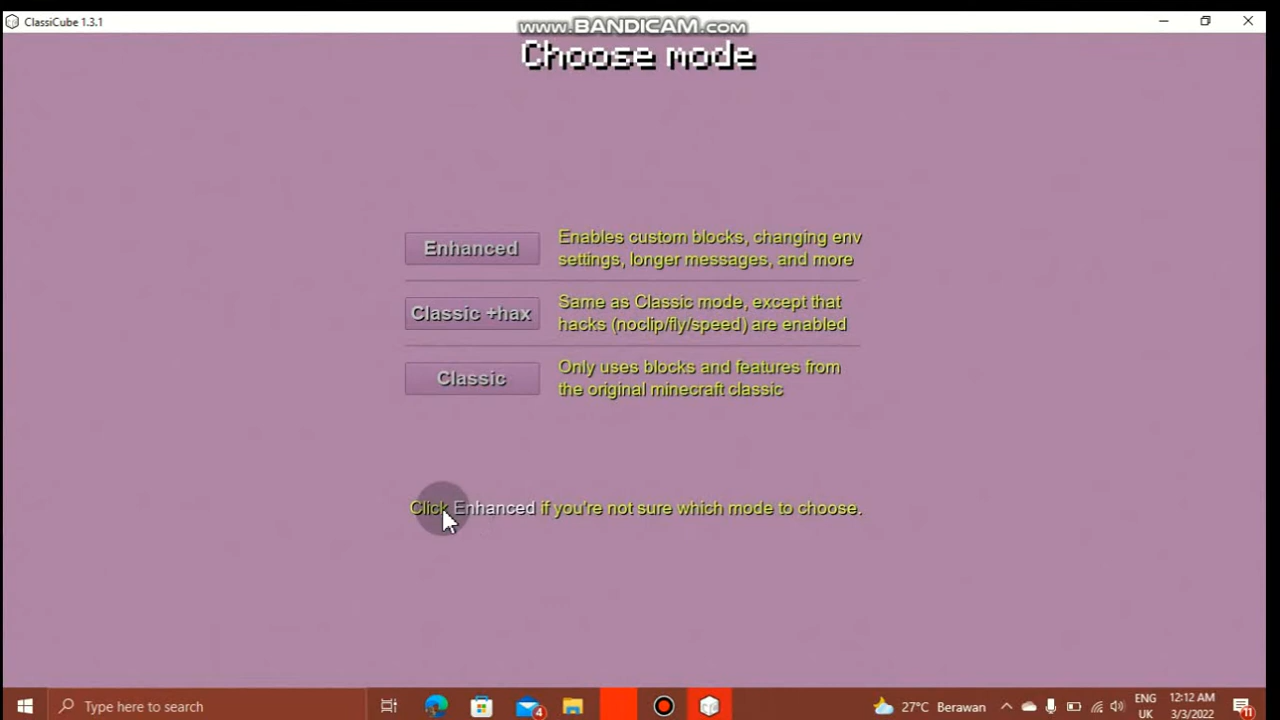 ClassiCube 1.3.1
www.BANDICAM.com
Choose mode
Enhanced
Enables custom blocks, changing env
settings, longer messages, and more
Classic +hax
Same as Classic mode, except that
hacks (noclip/fly/speed) are enabled
Classic
Only uses blocks and features from
the original minecraft classic
Click Enhanced if you're not sure which mode to choose.
Type here to search
4
27°C Berawan
ENG
UK
12:12 AM
3/3/2022
11